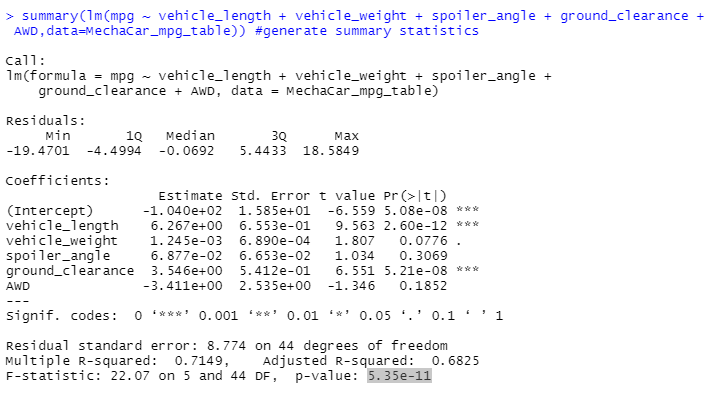 > summary(lm(mpg ~ vehicle_length + vehicle_weight + spoiler_angle + ground_clearance +
AWD,data=MechaCar_mpg_table)) #generate summary statistics
Call:
lm(formula = mpg ~ vehicle_length + vehicle_weight + spoiler_angle +
ground_clearance + AWD, data = MechaCar_mpg_table)
Residuals:
Min 1Q Median 3Q Max
-19.4701 -4.4994 -0.0692 5.4433 18.5849
Coefficients:
Estimate Std. Error t value Pr(>|t|)
(Intercept) -1.040e+02 1.585e+01 -6.559 5.08e-08 ***
vehicle_length 6.267e+00 6.553e-01 9.563 2.60e-12 ***
vehicle_weight 1.245e-03 6.890e-04 1.807 0.0776 .
spoiler_angle 6.877e-02 6.653e-02 1.034 0.3069
ground_clearance 3.546e+00 5.412e-01 6.551 5.21e-08 ***
AWD -3.411e+00 2.535e+00 -1.346 0.1852
---
Signif. codes: 0 ‘***’ 0.001 ‘**’ 0.01 ‘*’ 0.05 ‘.’ 0.1 ‘ ’ 1
Residual standard error: 8.774 on 44 degrees of freedom
Multiple R-squared: 0.7149, Adjusted R-squared: 0.6825
F-statistic: 22.07 on 5 and 44 DF, p-value: 5.35e-11